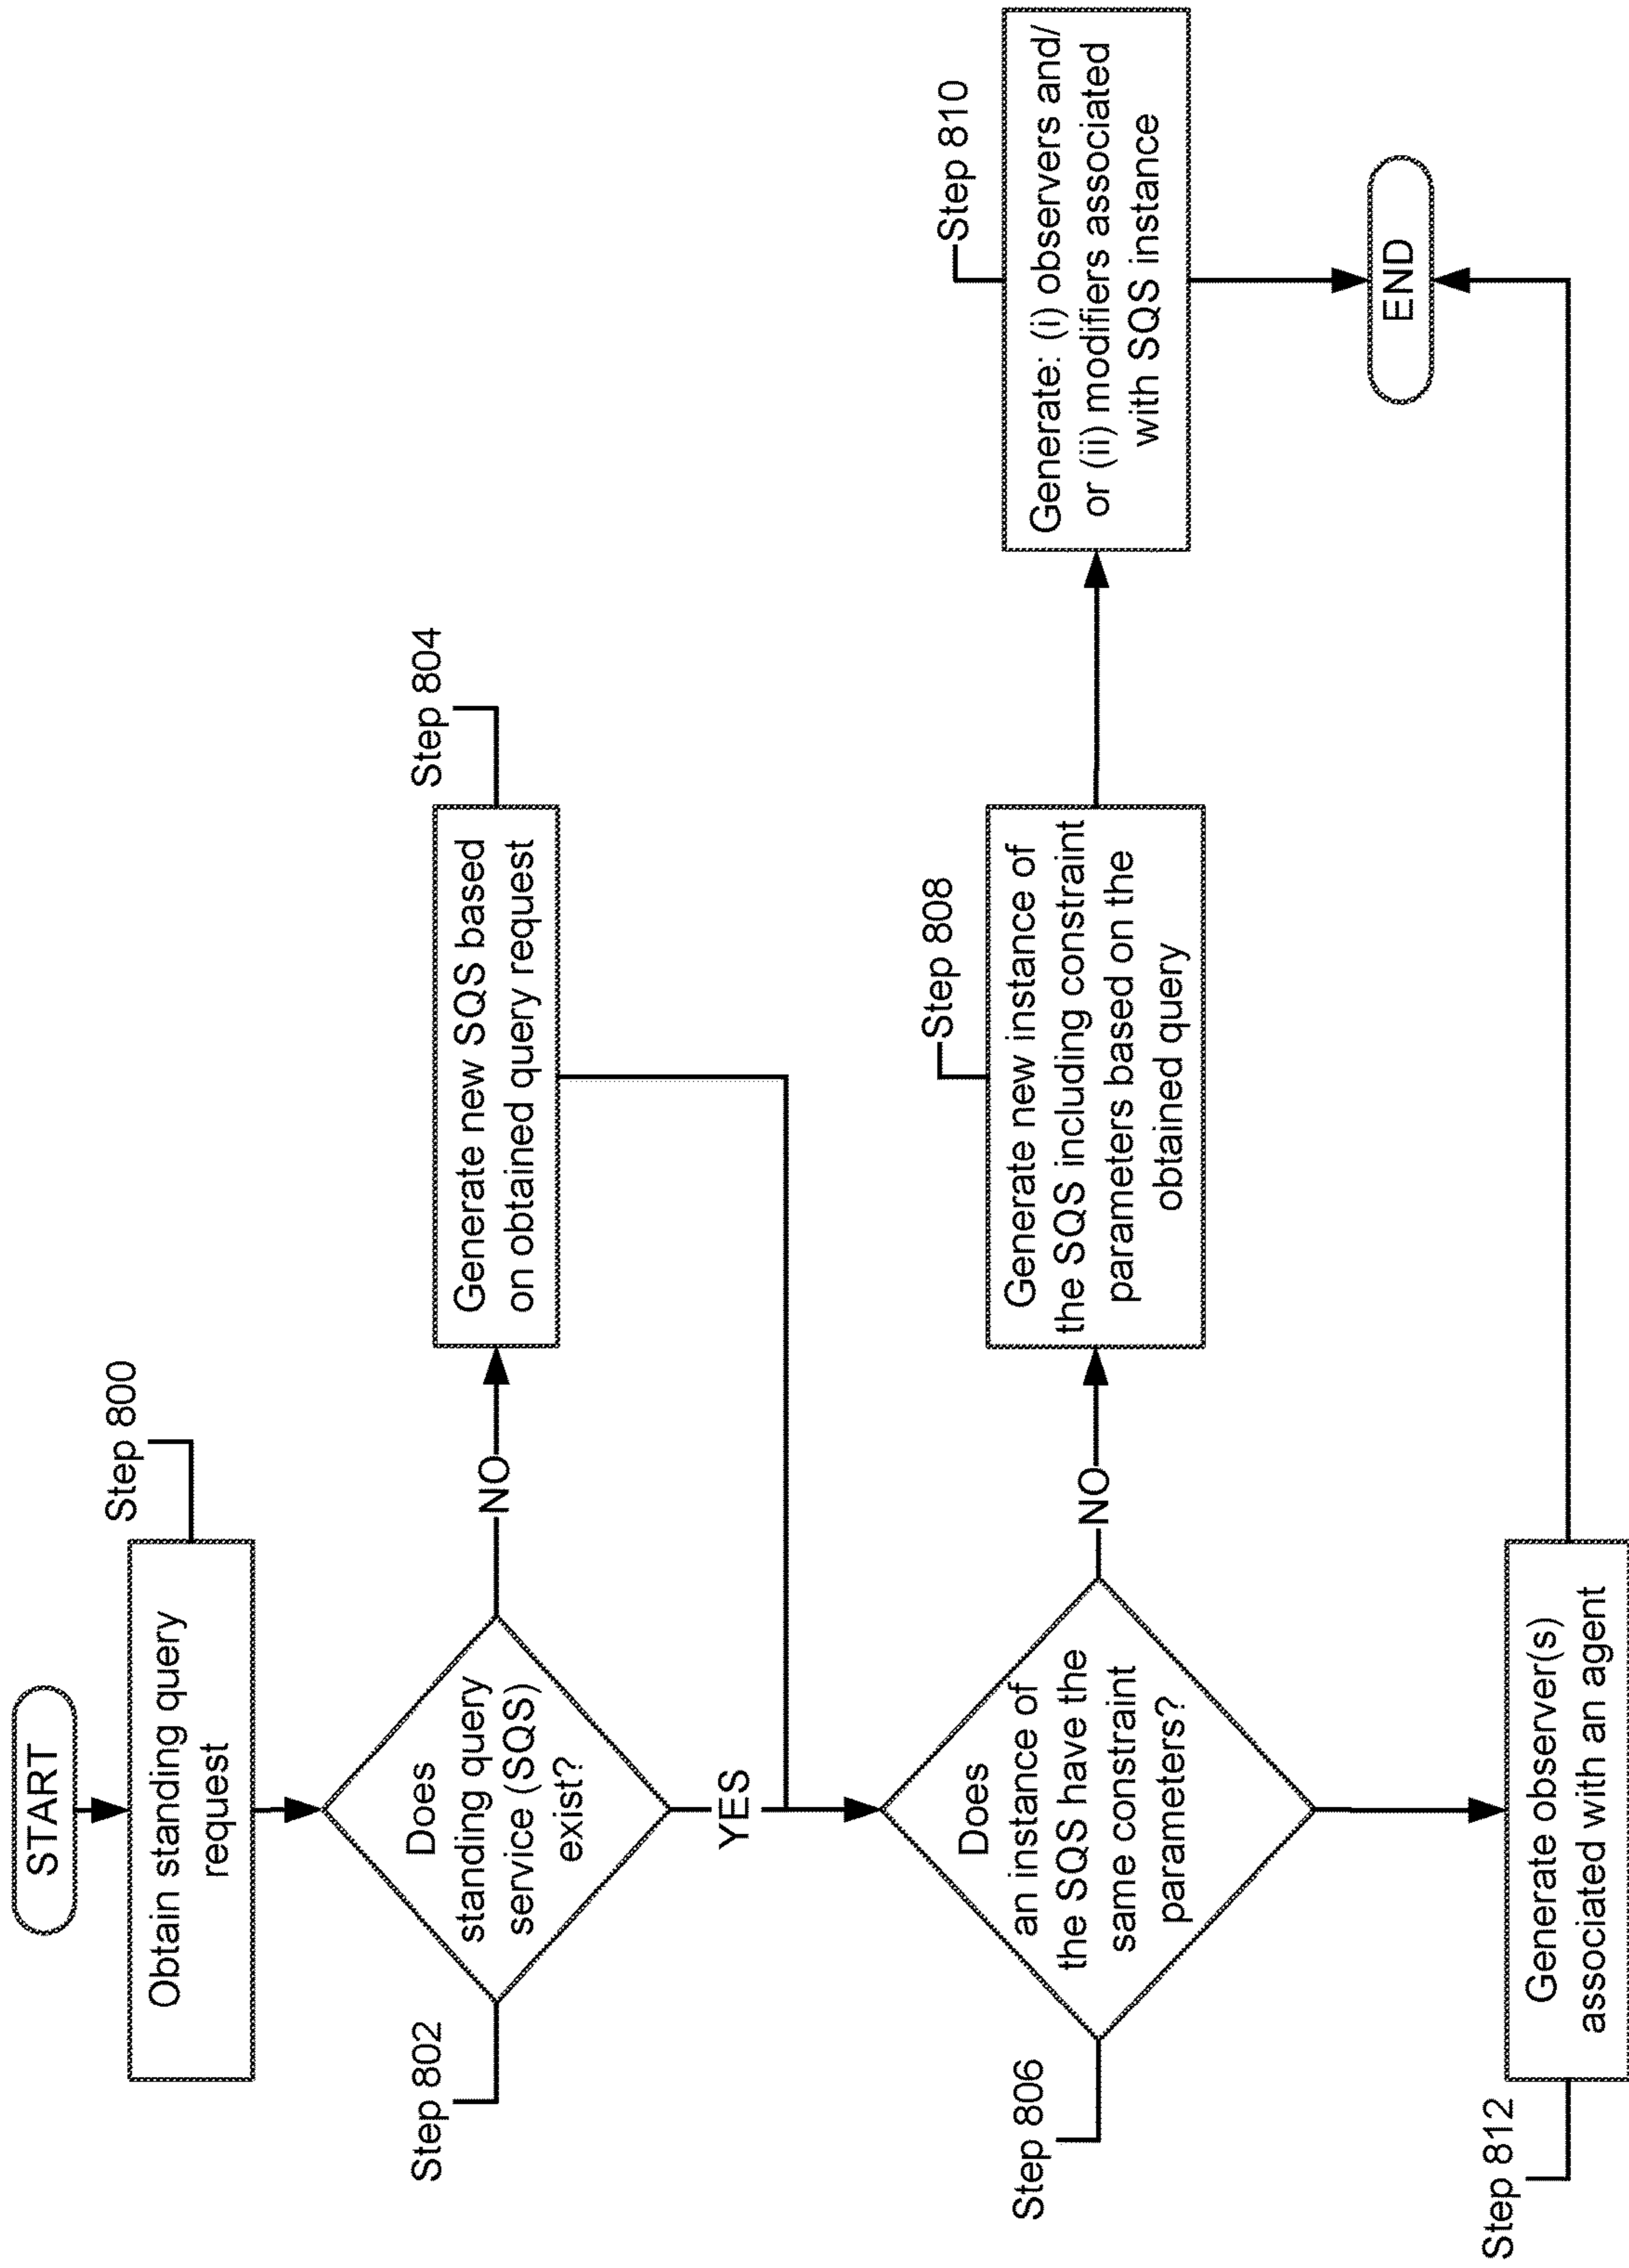 START
Step 800
Obtain standing query
request
Does
standing query
service (SQS)
exist?
Step 802
NO
Step 804
Generate new SQS based
on obtained query request
YES
Does
an instance of
the SQS have the
same constraint
parameters?
Step 806
NO
Step 808
Generate new instance of
the SQS including constraint
parameters based on the
obtained query
Step 810
Generate: (i) observers and/
or (ii) modifiers associated
with SQS instance
Step 812
Generate observer(s)
associated with an agent
END